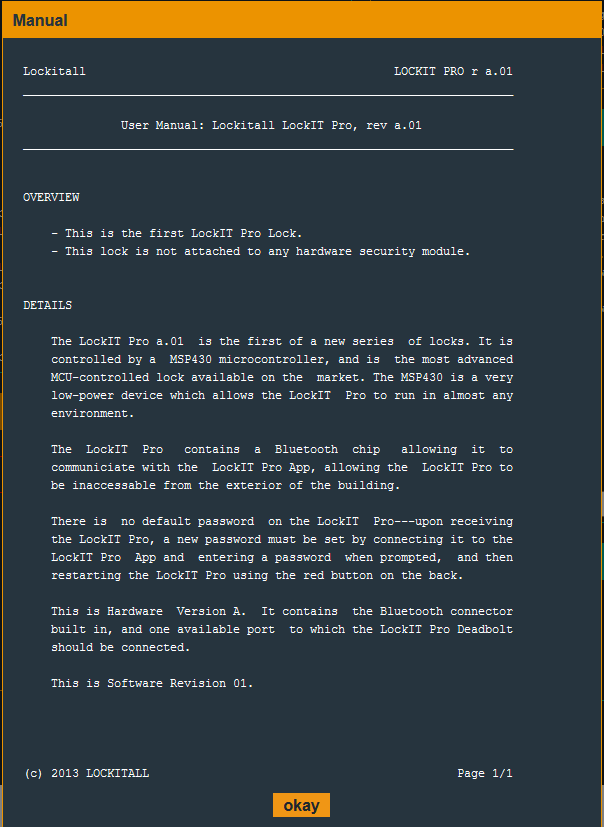 Manual
Lockitall LOCKIT PRO r a.01
User Manual: Lockitall LockIT Pro, rev a.01
OVERVIEW
- This is the first LockIT Pro Lock.
- This lock is not attached to any hardware security module.
DETAILS
The LockIT Pro a.01 is the first of a new series of locks. It is
controlled by a MSP430 microcontroller, and is the most advanced
MCU-controlled lock available on the market. The MSP430 is a very
low-power device which allows the LockIT Pro to run in almost any
environment.
The LockIT Pro contains a Bluetooth chip allowing it to
communiciate with the LockIT Pro App, allowing the LockIT Pro to
be inaccessable from the exterior of the building.
There is no default password on the LockIT Pro---upon receiving
the LockIT Pro, a new password must be set by connecting it to the
LockIT Pro App and entering a password when prompted, and then
restarting the LockIT Pro using the red button on the back.
This is Hardware Version A. It contains the Bluetooth connector
built in, and one available port to which the LockIT Pro Deadbolt
should be connected.
This is Software Revision 01.
(c) 2013 LOCKITALL Page 1/1
okay